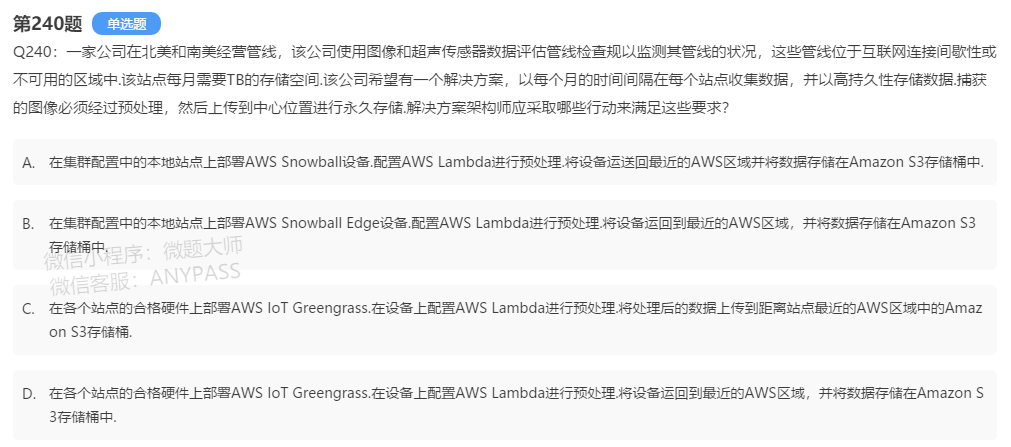 第240题 单选题
Q240：一家公司在北美和南美经营管线，该公司使用图像和超声传感器数据评估管线检查规以监测其管线的状况，这些管线位于互联网连接间歇性或
不可用的区域中.该站点每月需要TB的存储空间.该公司希望有一个解决方案，以每个月的时间间隔在每个站点收集数据，并以高持久性存储数据.捕获
的图像必须经过预处理，然后上传到中心位置进行永久存储.解决方案架构师应采取哪些行动来满足这些要求?
A. 在集群配置中的本地站点上部署AWS Snowball设备.配置AWS Lambda进行预处理.将设备运送回最近的AWS区域并将数据存储在Amazon S3存储桶中.
B. 在集群配置中的本地站点上部署AWS Snowball Edge设备.配置AWS Lambda进行预处理.将设备运回到最近的AWS区域，并将数据存储在Amazon S3
存储桶中.
微信小程序：微题大师
微信客服：ANYPASS
C. 在各个站点的合格硬件上部署AWS IoT Greengrass.在设备上配置AWS Lambda进行预处理.将处理后的数据上传到距离站点最近的AWS区域中的Amaz
on S3存储桶.
D. 在各个站点的合格硬件上部署AWS IoT Greengrass.在设备上配置AWS Lambda进行预处理.将设备运回到最近的AWS区域，并将数据存储在Amazon S
3存储桶中.